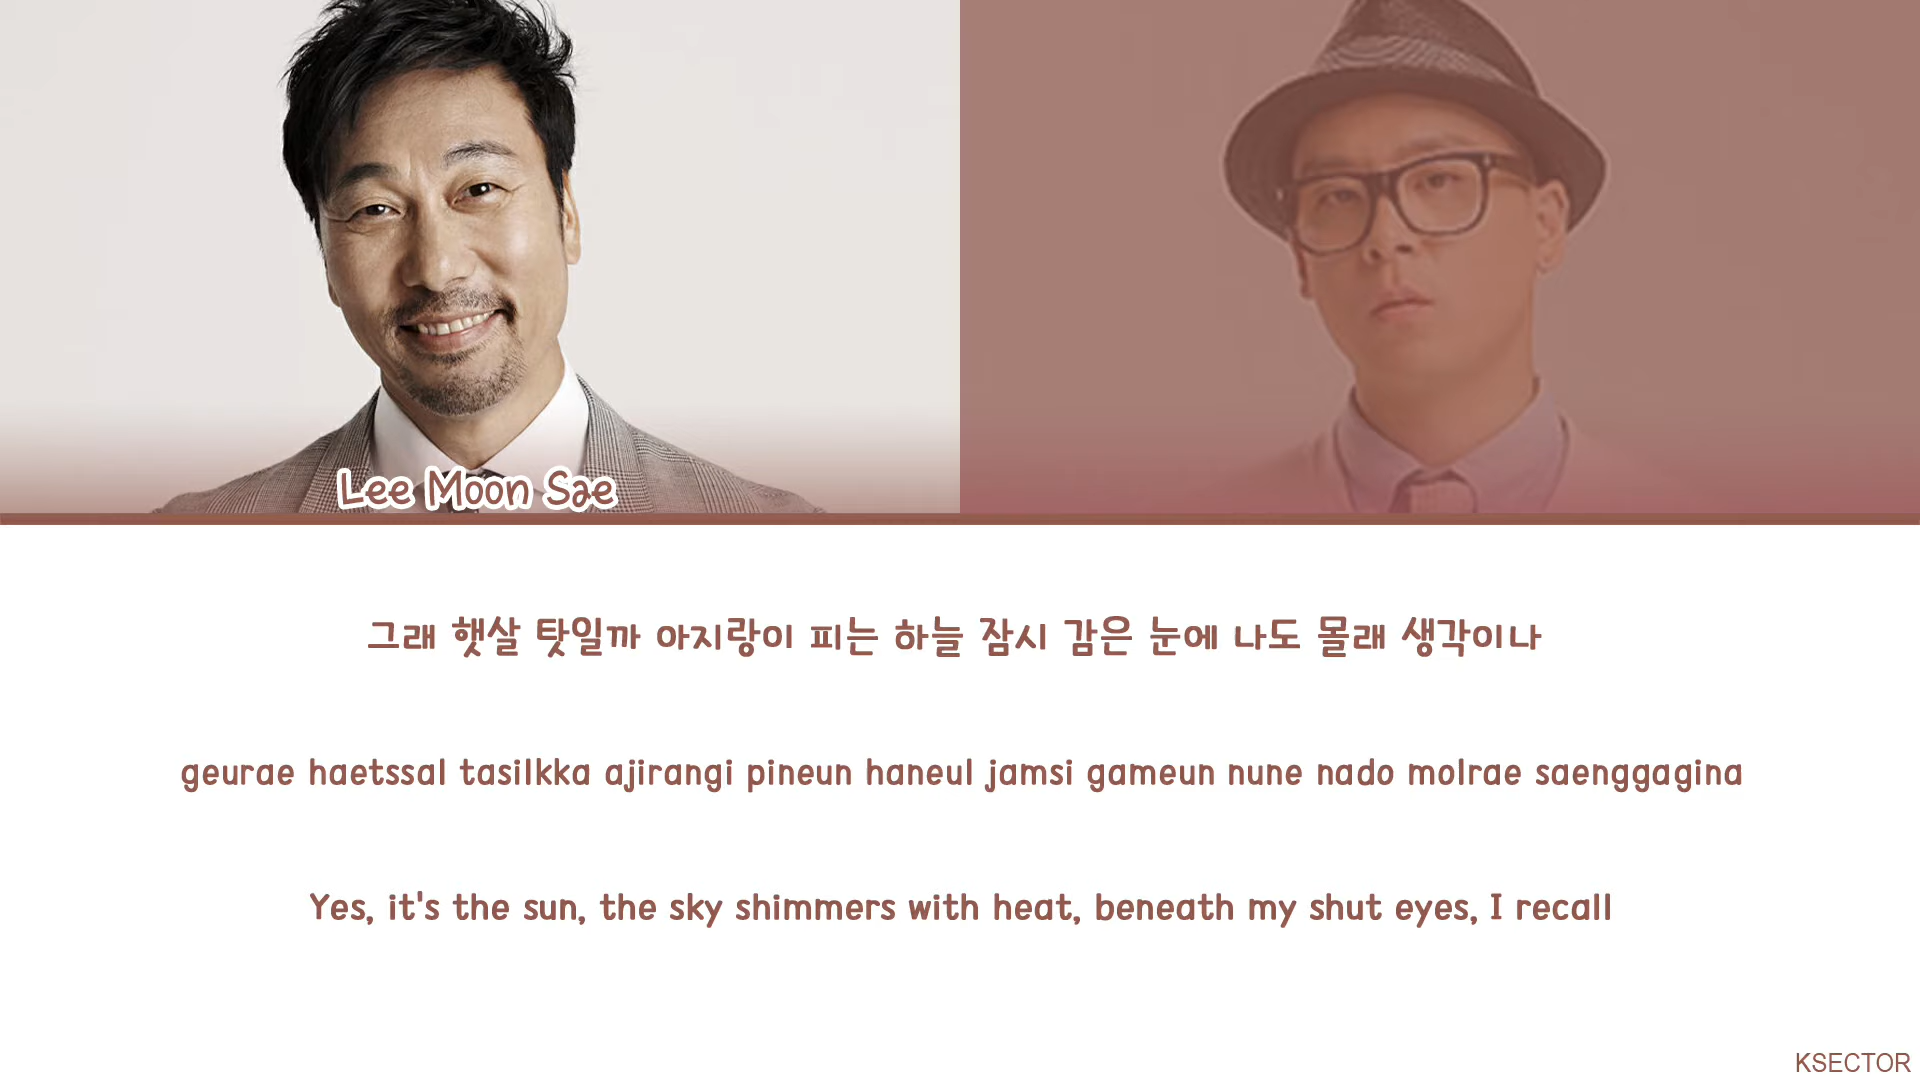 Lee Moon Sae
그래 햇살 탓일까 아지랑이 피는 하늘 잠시 감은 눈에 나도 몰래 생각이나
geurae haetssal tasilkka ajirangi pineun haneul jamsi gameun nune nado molrae saenggagina
Yes, it's the sun, the sky shimmers with heat, beneath my shut eyes, I recall
KSECTOR